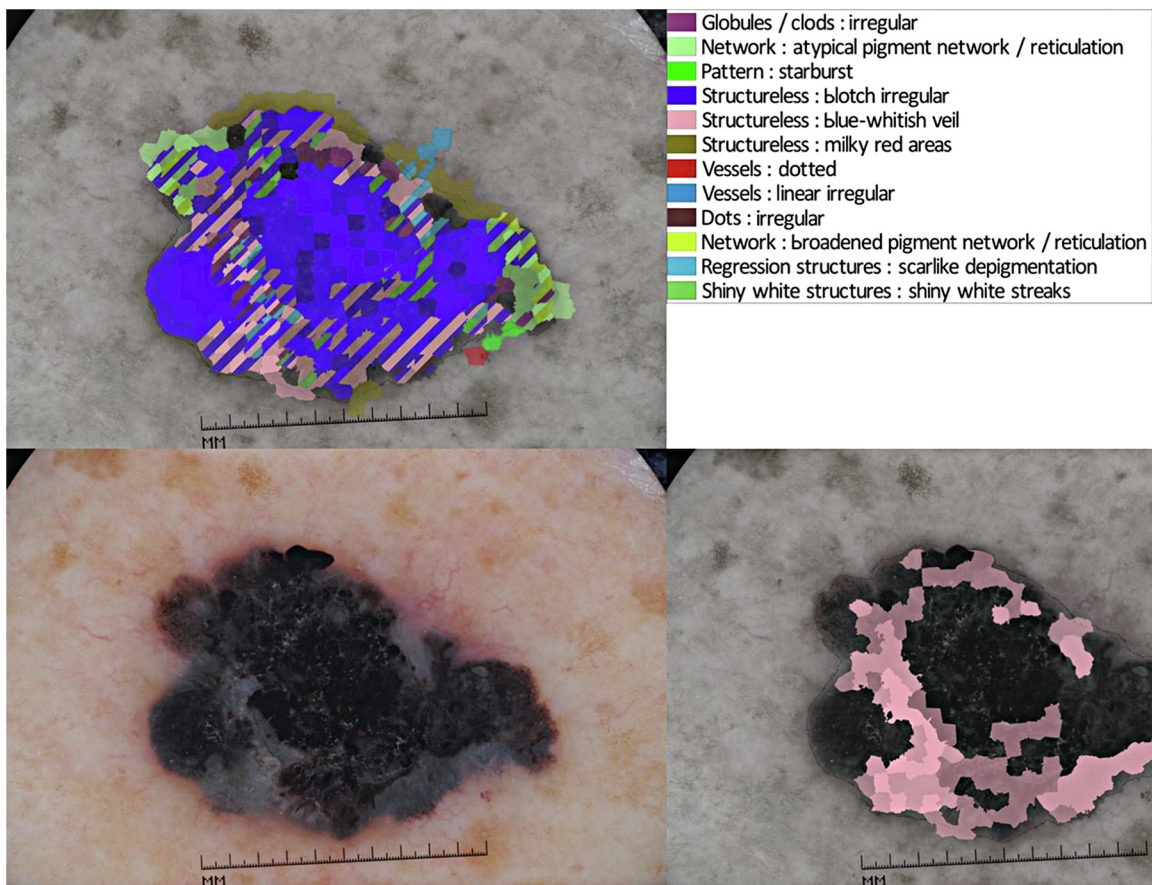 Globules / clods : irregular
Network : atypical pigment network / reticulation
Pattern : starburst
Structureless : blotch irregular
Structureless : blue-whitish veil
Structureless : milky red areas
Vessels : dotted
Vessels : linear irregular
Dots : irregular
Network : broadened pigment network / reticulation
Regression structures : scarlike depigmentation
Shiny white structures : shiny white streaks
MM
MM
MM